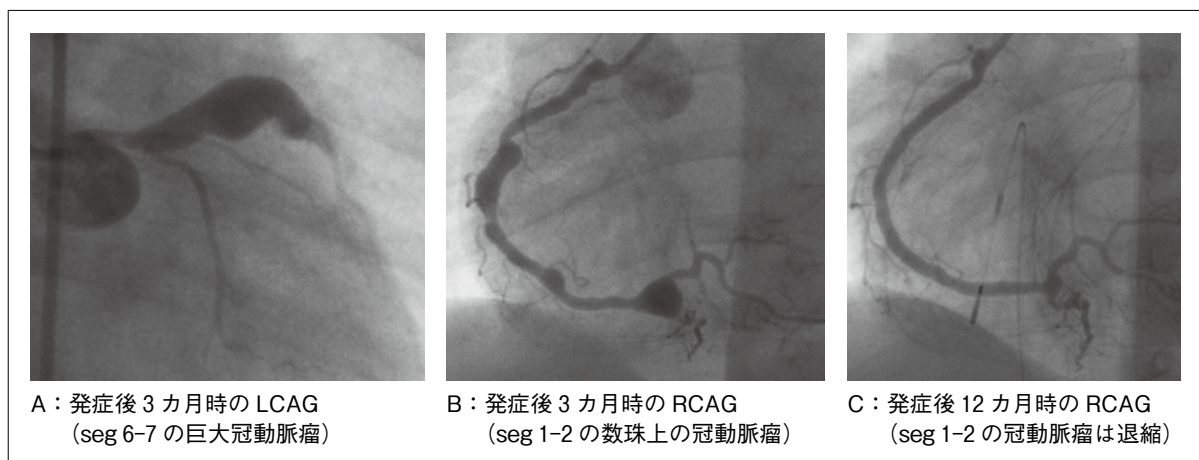 A：発症後 3 カ月時の LCAG
（seg 6-7 の巨大冠動脈瘤）
B：発症後 3 カ月時の RCAG
（seg 1-2 の数珠上の冠動脈瘤）
C：発症後 12 カ月時の RCAG
（seg 1-2 の冠動脈瘤は退縮）